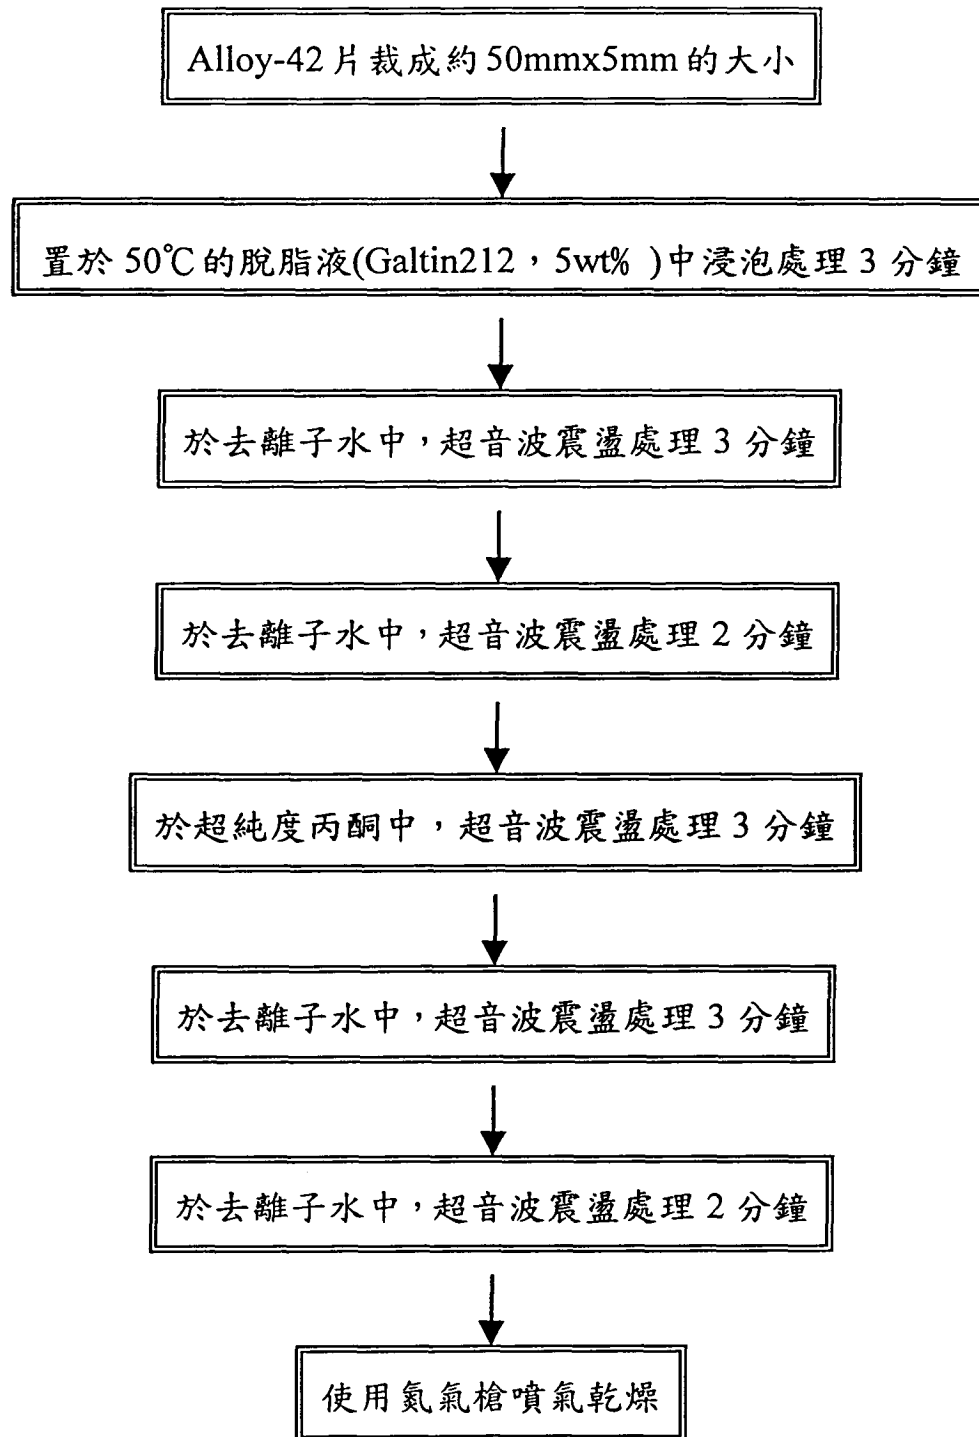 Alloy-42片裁成約50mmx5mm的大小
置於50℃的脫脂液(Galtin212，5wt% )中浸泡處理3分鐘
於去離子水中，超音波震盪處理3分鐘
於去離子水中，超音波震盪處理2分鐘
於超純度丙酮中，超音波震盪處理3分鐘
於去離子水中，超音波震盪處理3分鐘
於去離子水中，超音波震盪處理2分鐘
使用氮氣槍噴氣乾燥